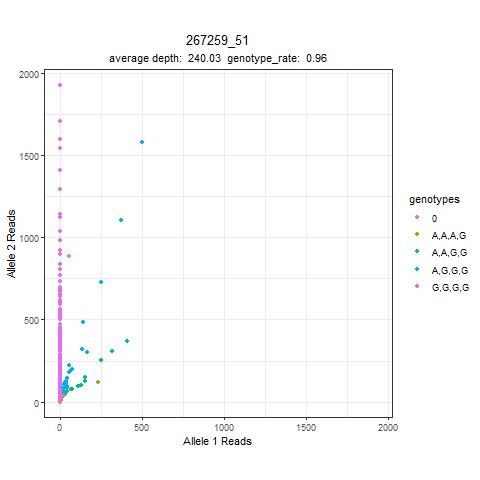 267259_51
average depth:  240.03  genotype_rate:  0.96
Allele 2 Reads
2000
1500
1000
500
0
0
500
1000
1500
2000
Allele 1 Reads
genotypes
0
A,A,A,G
A,A,G,G
A,G,G,G
G,G,G,G